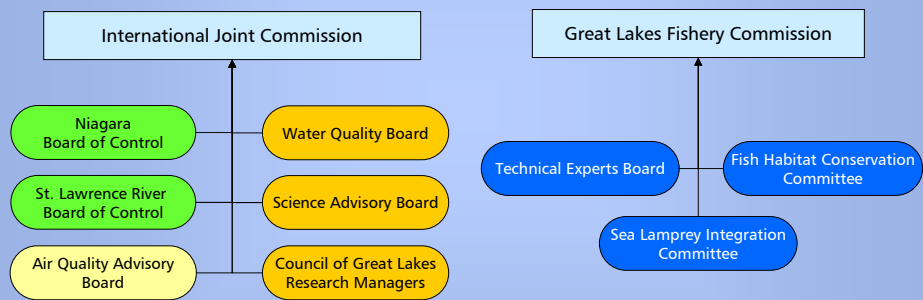 International Joint Commission
Great Lakes Fishery Commission
Niagara
Board of Control
Water Quality Board
St. Lawrence River
Board of Control
Science Advisory Board
Air Quality Advisory
Board
Council of Great Lakes
Research Managers
Technical Experts Board
Fish Habitat Conservation
Committee
Sea Lamprey Integration
Committee